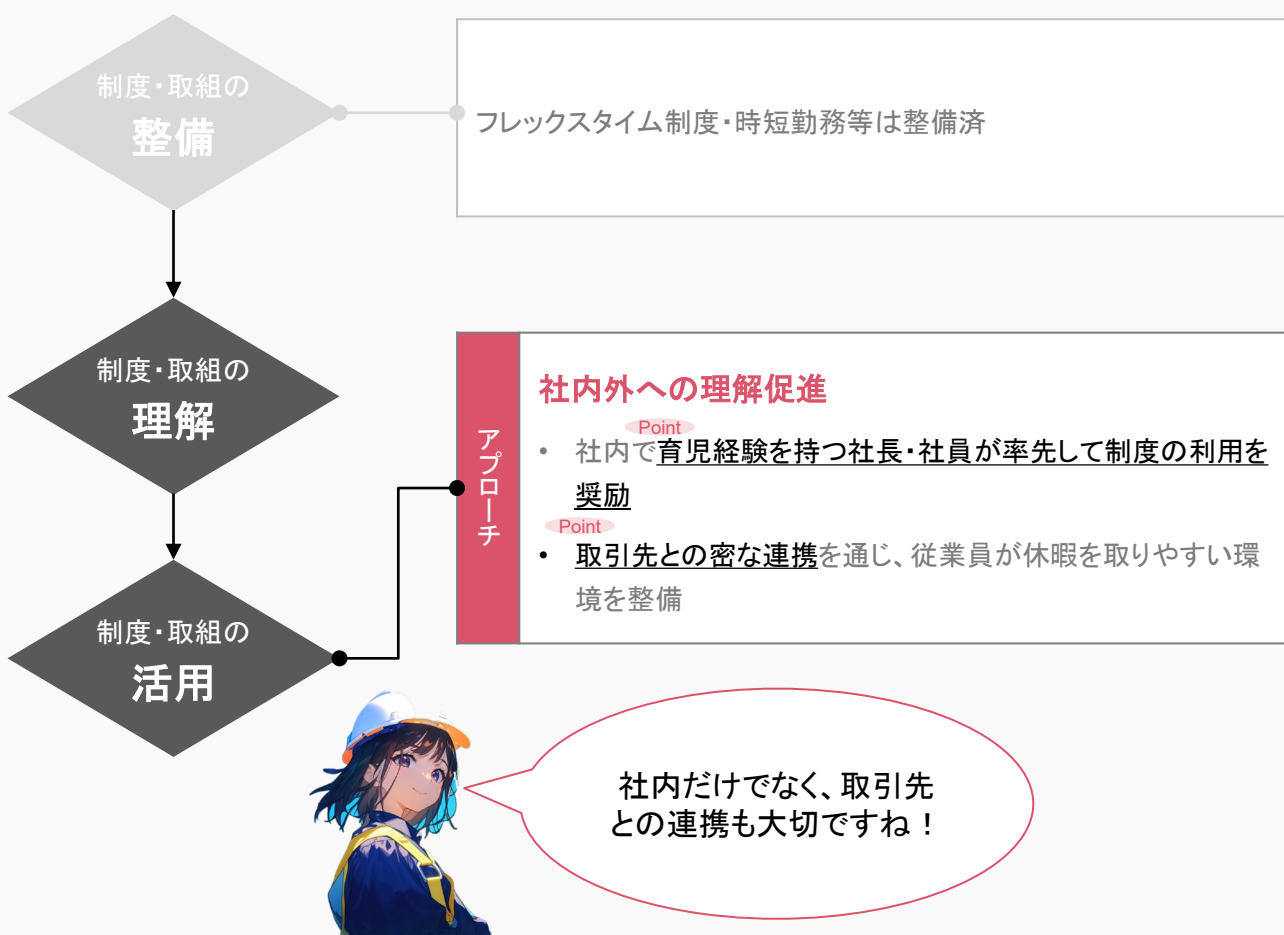 制度・取組の
整備
フレックスタイム制度・時短勤務等は整備済
制度・取組の
理解
アプローチ
社内外への理解促進
Point
• 社内で育児経験を持つ社長・社員が率先して制度の利用を
奨励
Point
• 取引先との密な連携を通じ、従業員が休暇を取りやすい環
境を整備
制度・取組の
活用
社内だけでなく、取引先
との連携も大切ですね！